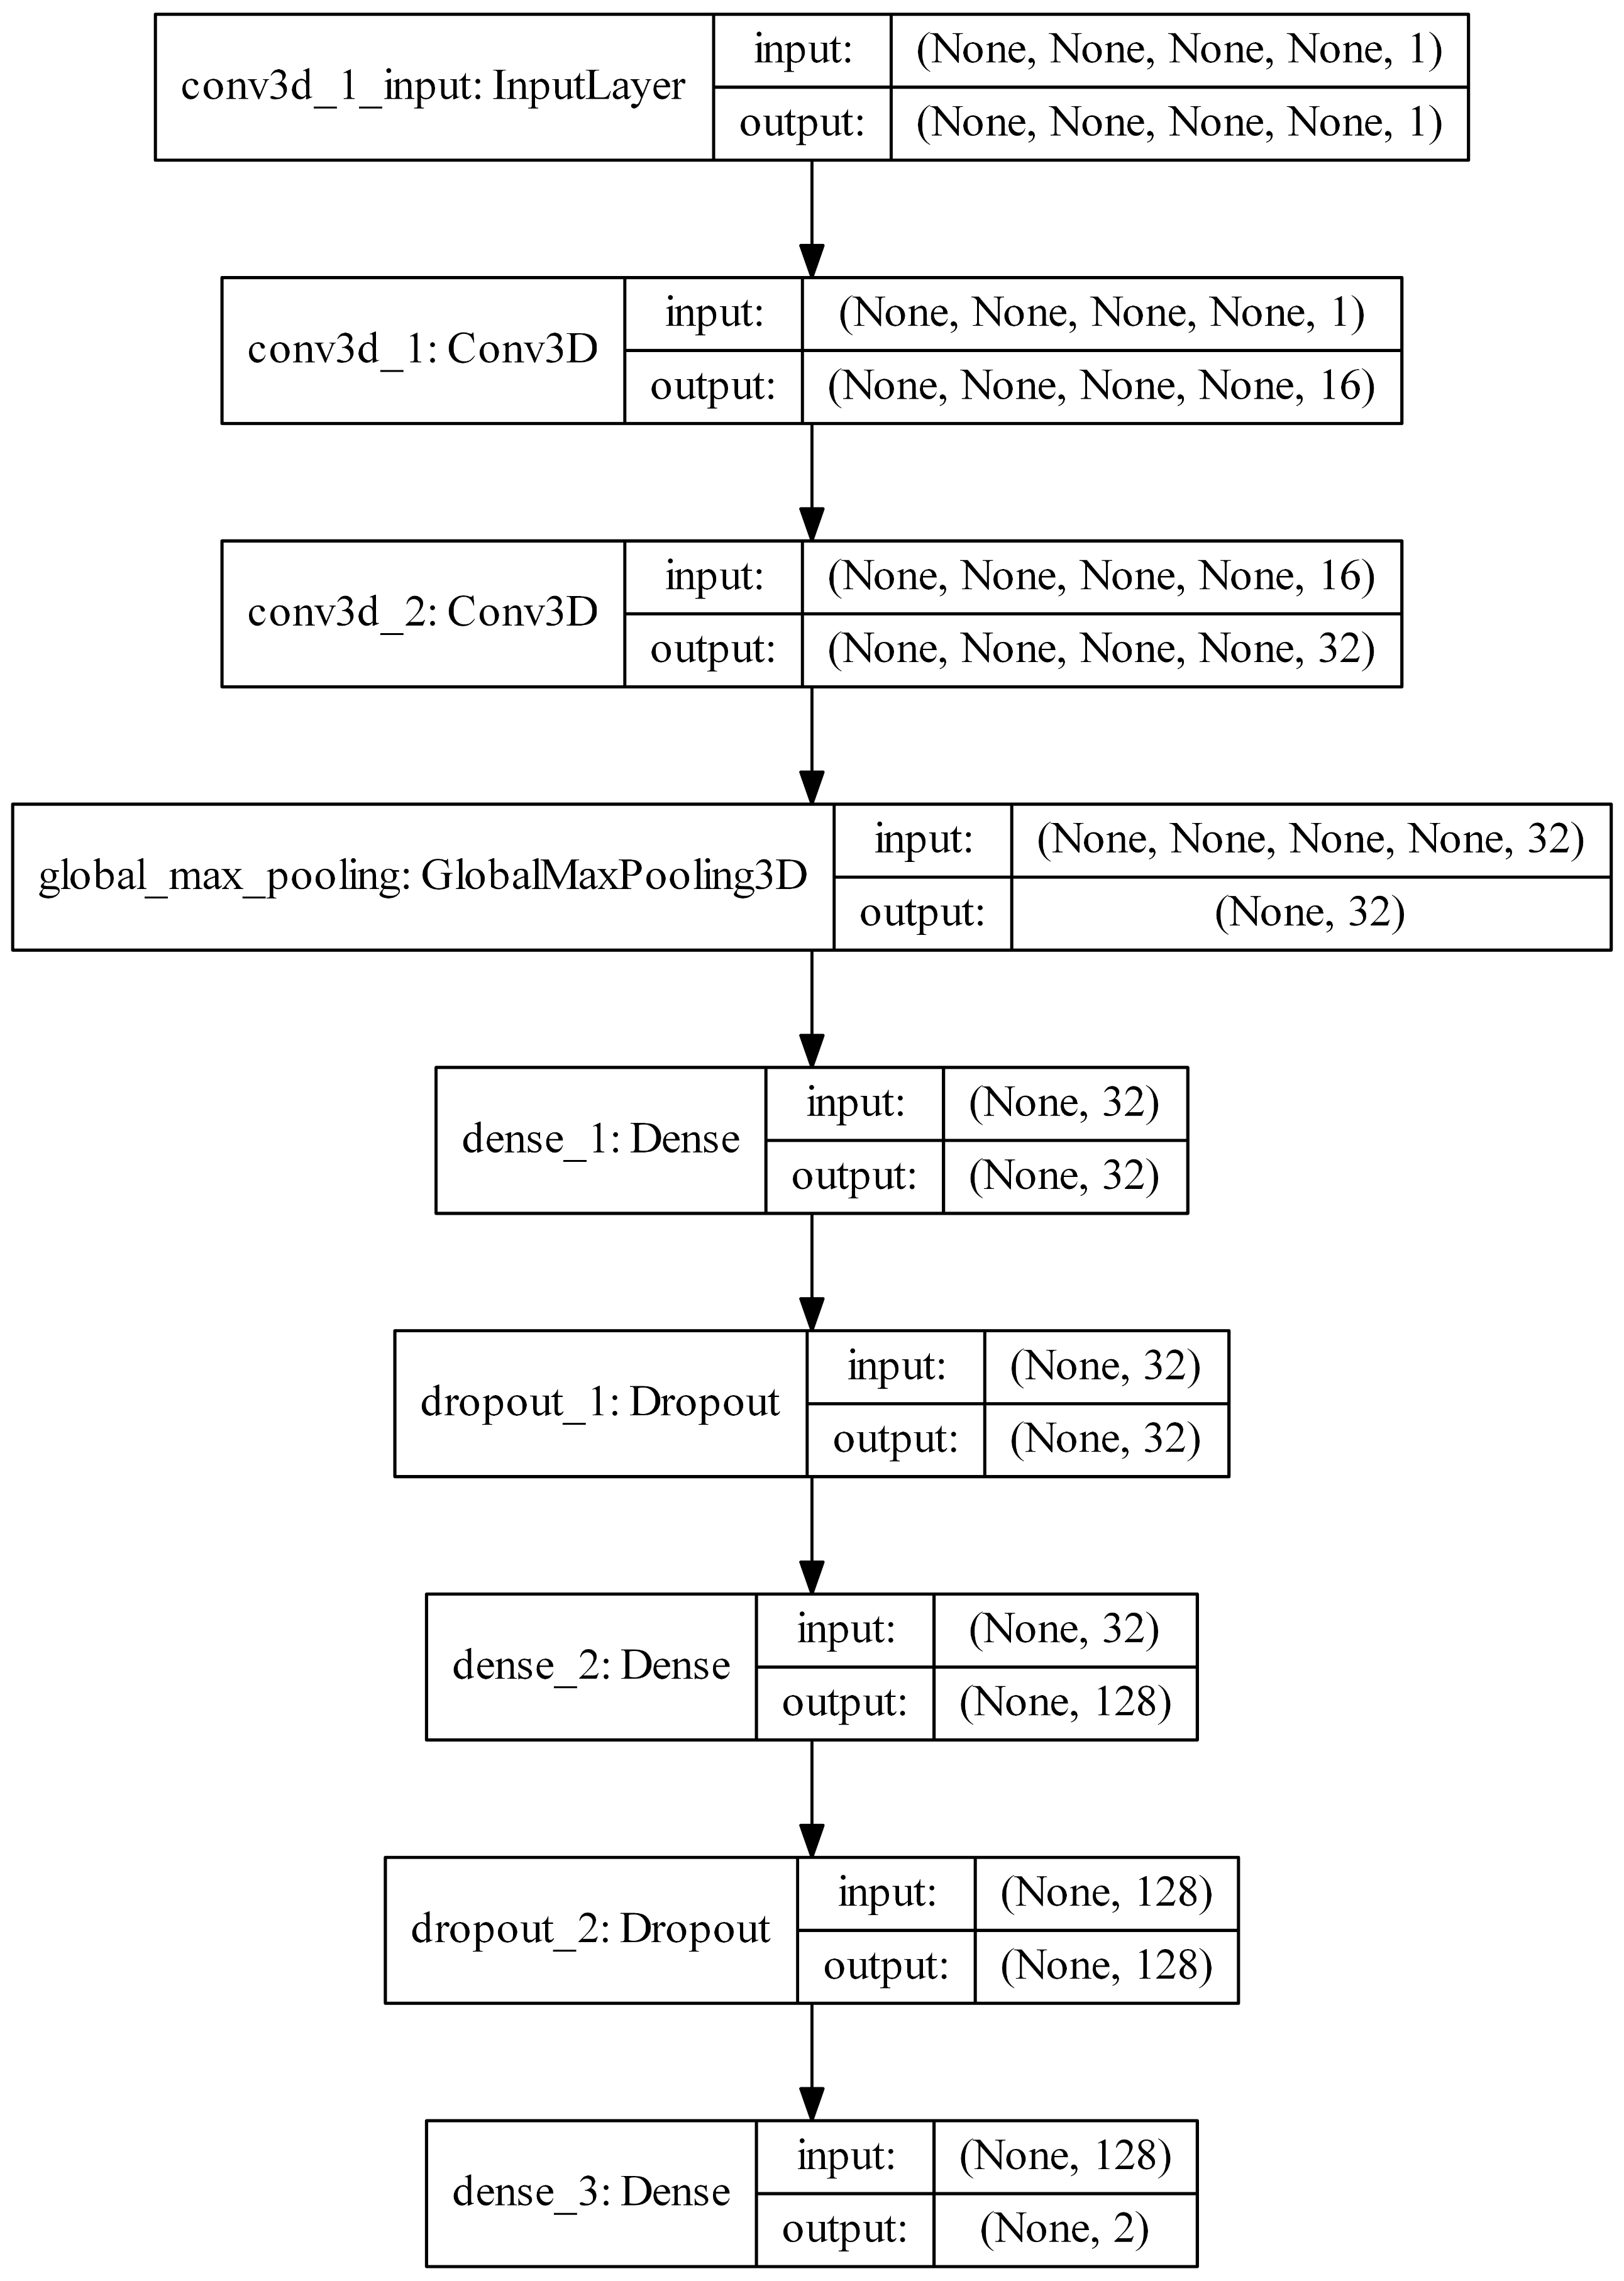 conv3d_1_input: InputLayer
input:
(None, None, None, None, 1)
output:
(None, None, None, None, 1)
conv3d_1: Conv3D
input:
(None, None, None, None, 1)
output:
(None, None, None, None, 16)
conv3d_2: Conv3D
input:
(None, None, None, None, 16)
output:
(None, None, None, None, 32)
global_max_pooling: GlobalMaxPooling3D
input:
(None, None, None, None, 32)
output:
(None, 32)
dense_1: Dense
input:
(None, 32)
output:
(None, 32)
dropout_1: Dropout
input:
(None, 32)
output:
(None, 32)
dense_2: Dense
input:
(None, 32)
output:
(None, 128)
dropout_2: Dropout
input:
(None, 128)
output:
(None, 128)
dense_3: Dense
input:
(None, 128)
output:
(None, 2)